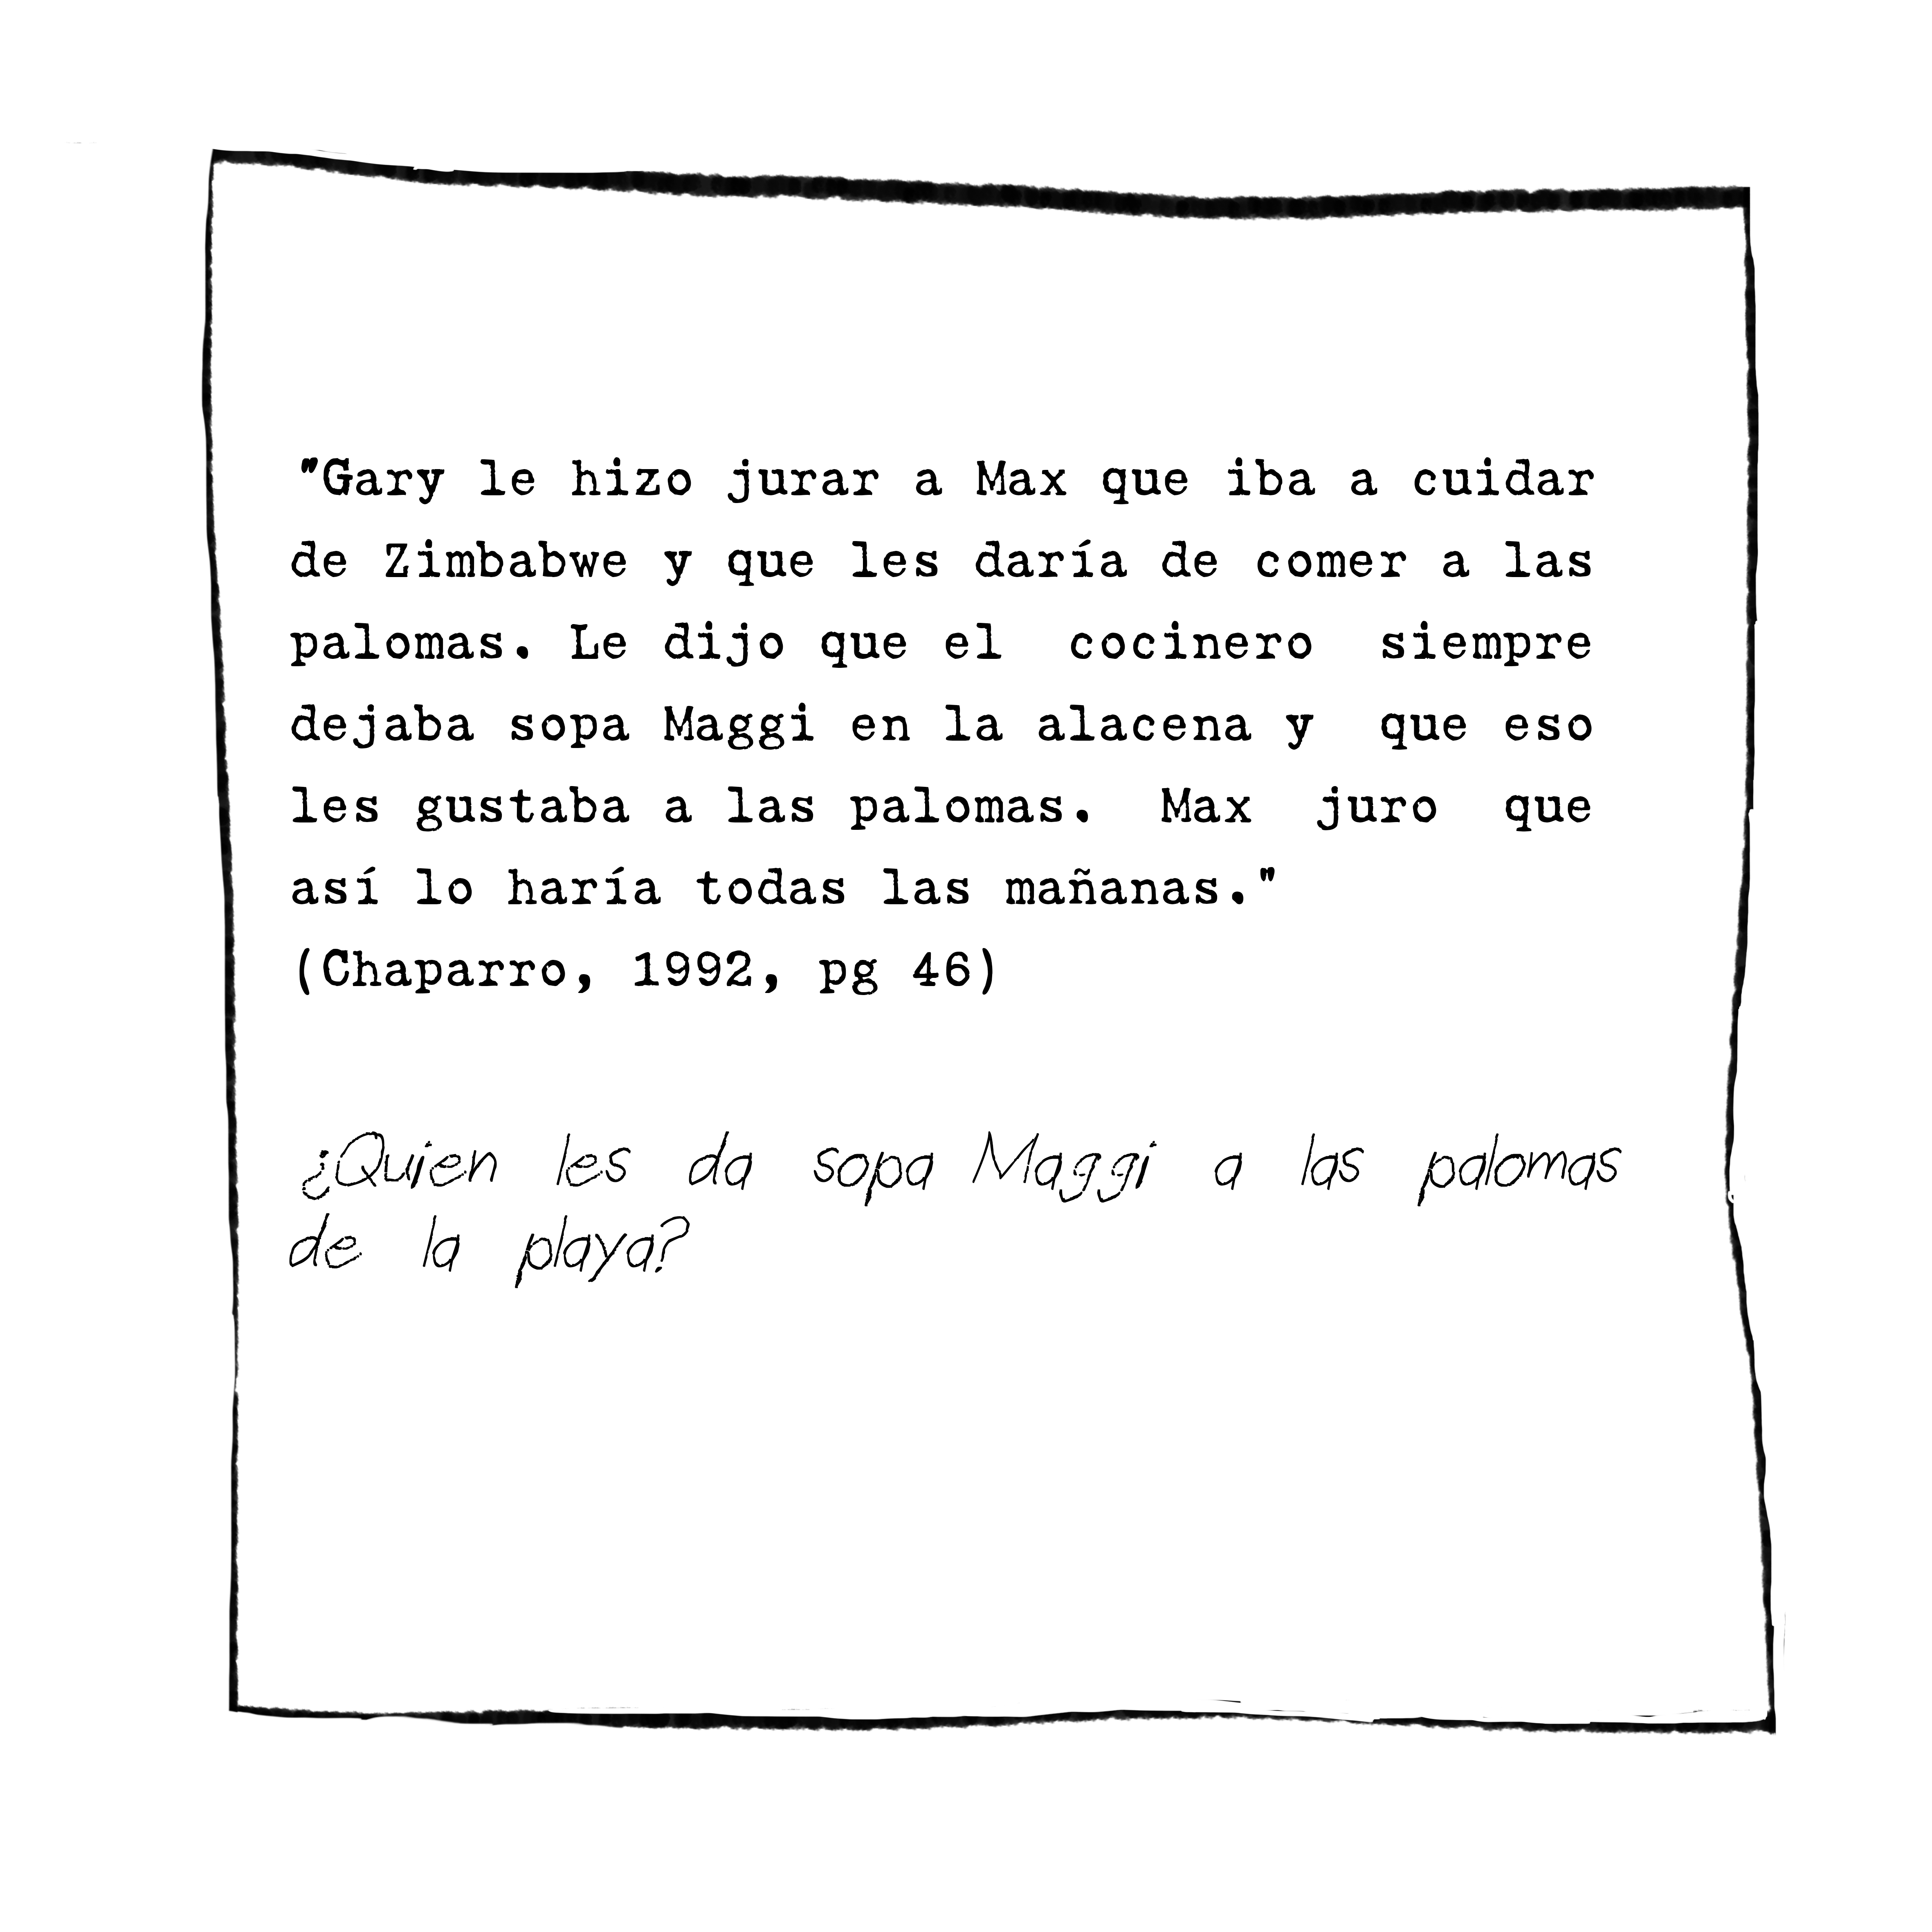 "Gary le hizo jurar a Max que iba a cuidar
de Zimbabwe y que les daría de comer a las
palomas. Le dijo que el cocinero siempre
dejaba sopa Maggi en la alacena y que eso
les gustaba a las palomas. Max juro que
así lo haría todas las mañanas."
(Chaparro, 1992, pg 46)
¿Quien les da sopa Maggi a las palomas
de la playa?